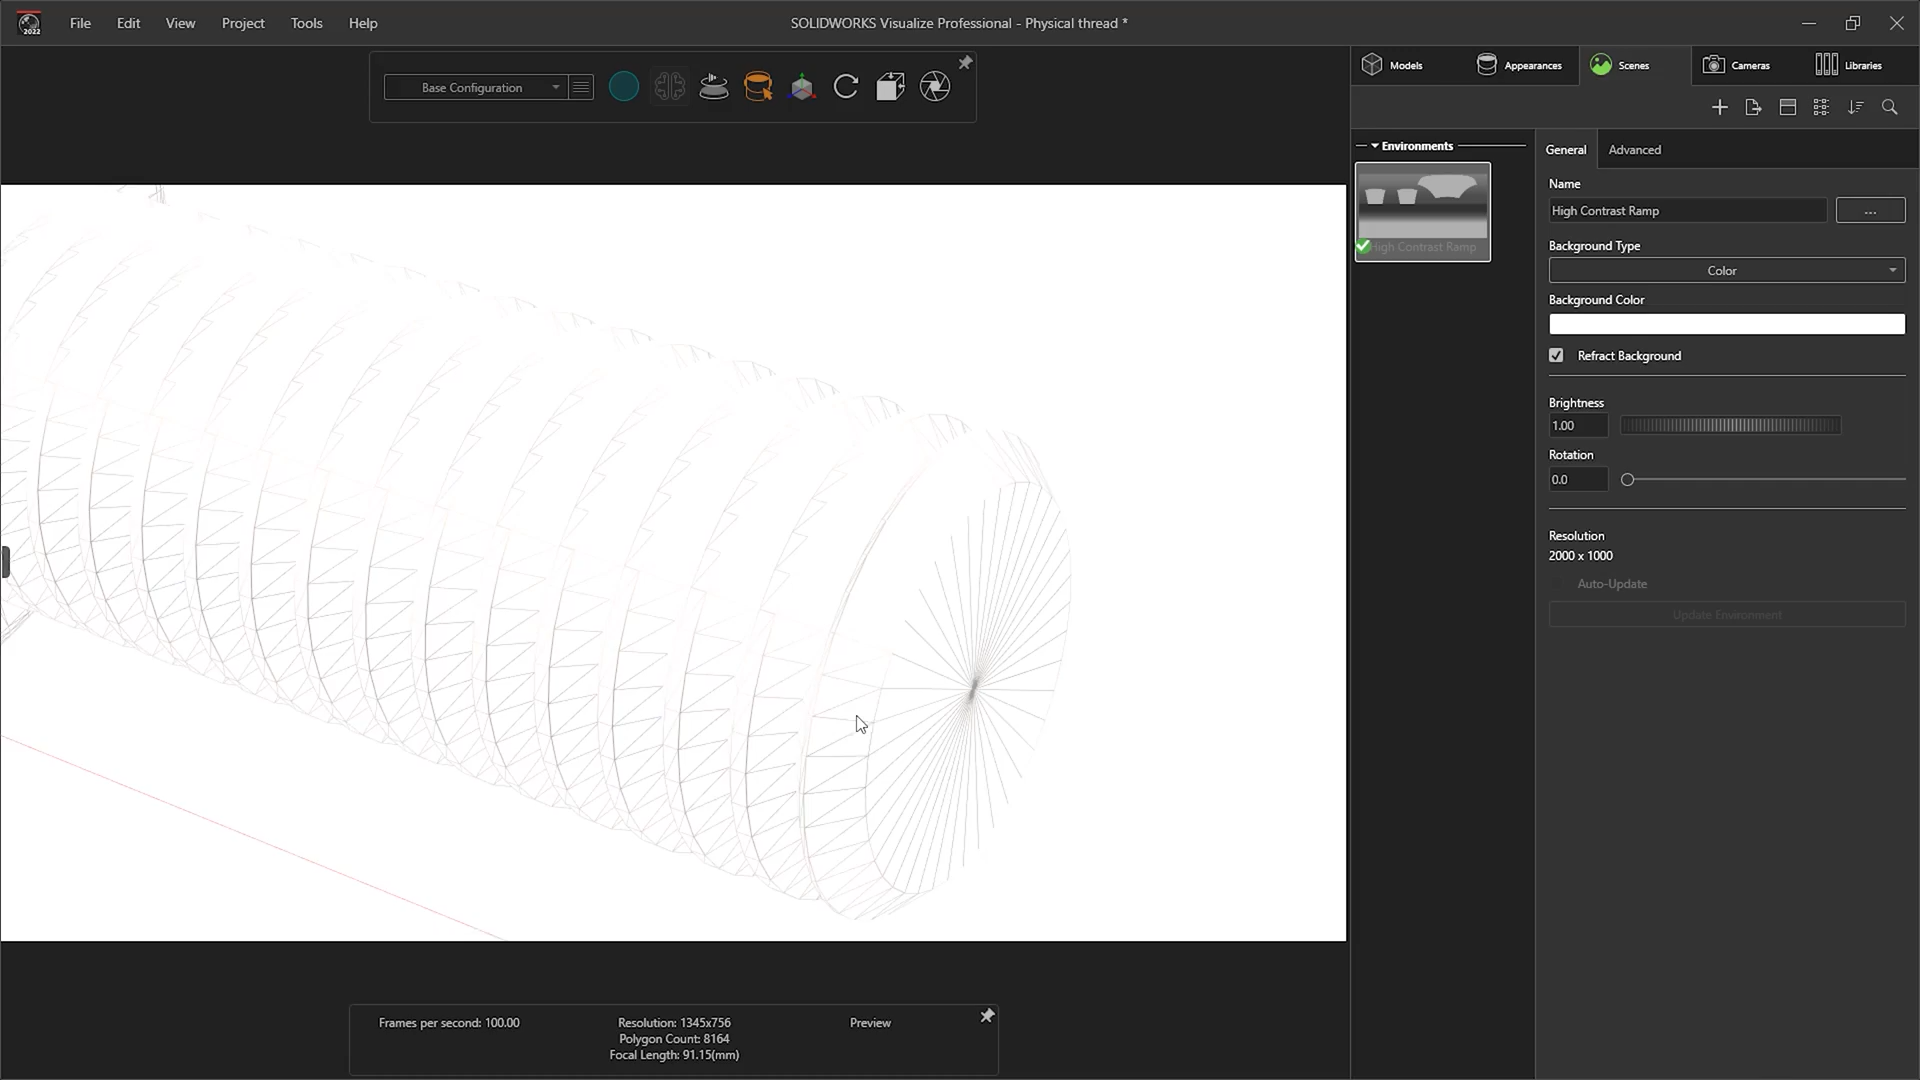 2022
File
Edit
View
Project
Tools
Help
SOLIDWORKS Visualize Professional - Physical thread *
Base Configuration
Models
Appearances
Scenes
Cameras
Libraries
Environments
High Contrast Ramp
General
Advanced
Name
High Contrast Ramp
...
Background Type
Color
Background Color
Refract Background
Brightness
1.00
Rotation
0.0
Resolution
2000 x 1000
Auto-Update
Update Environment
Frames per second: 100.00
Resolution: 1345x756
Polygon Count: 8164
Focal Length: 91.15(mm)
Preview